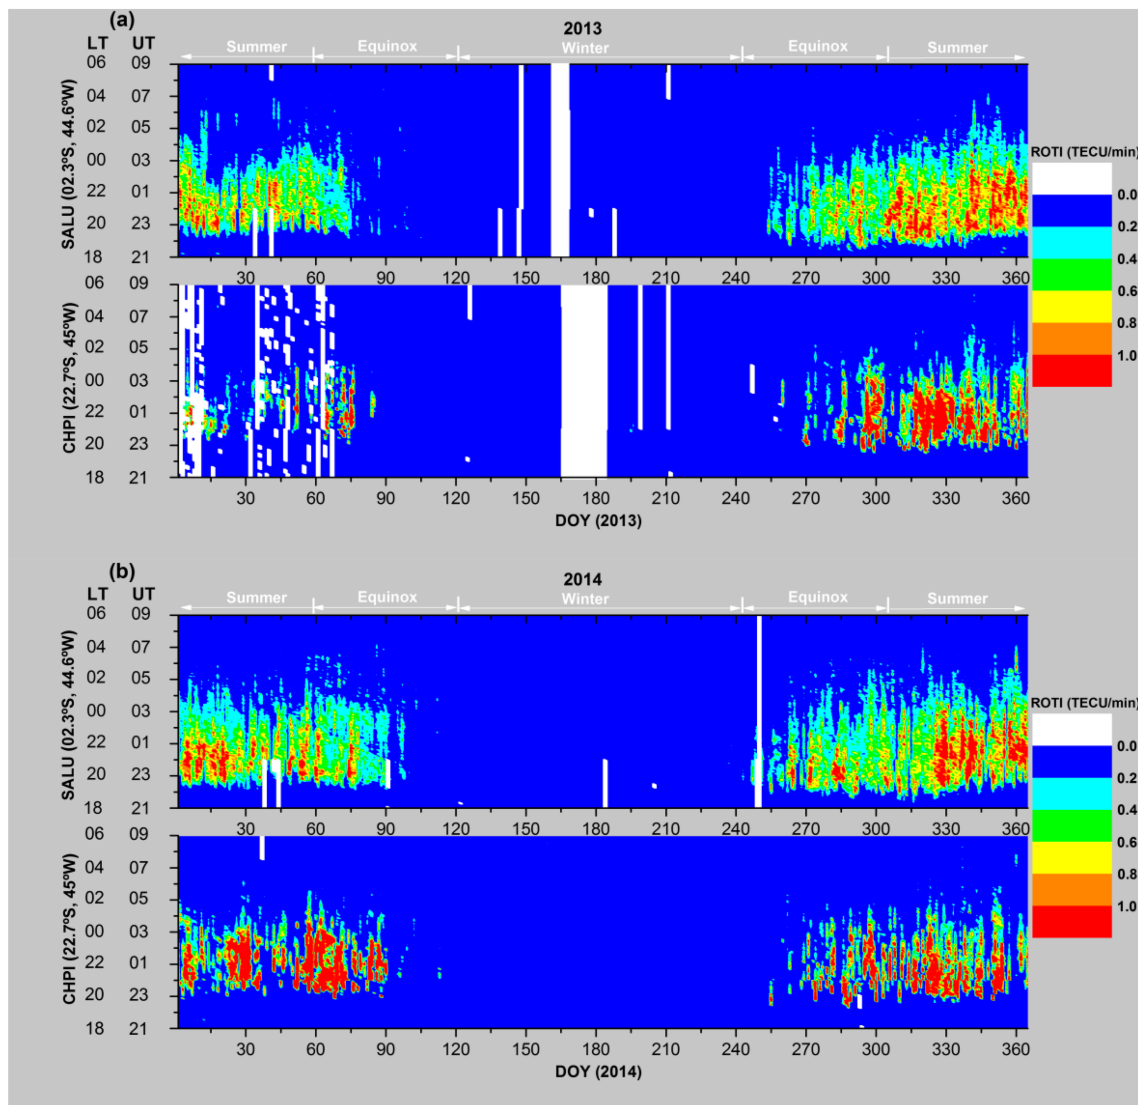 (a)
2013
LT UT Summer Equinox Winter Equinox Summer
06 09
04 07
02 05
00 03
22 01
20 23
18 21
SALU (02.3ºS, 44.6ºW)
30 60 90 120 150 180 210 240 270 300 330 360
06 09
04 07
02 05
00 03
22 01
20 23
18 21
CHPI (22.7ºS, 45ºW)
30 60 90 120 150 180 210 240 270 300 330 360
DOY (2013)
ROTI (TECU/min)
0.0
0.2
0.4
0.6
0.8
1.0
(b)
2014
LT UT Summer Equinox Winter Equinox Summer
06 09
04 07
02 05
00 03
22 01
20 23
18 21
SALU (02.3ºS, 44.6ºW)
30 60 90 120 150 180 210 240 270 300 330 360
06 09
04 07
02 05
00 03
22 01
20 23
18 21
CHPI (22.7ºS, 45ºW)
30 60 90 120 150 180 210 240 270 300 330 360
DOY (2014)
ROTI (TECU/min)
0.0
0.2
0.4
0.6
0.8
1.0